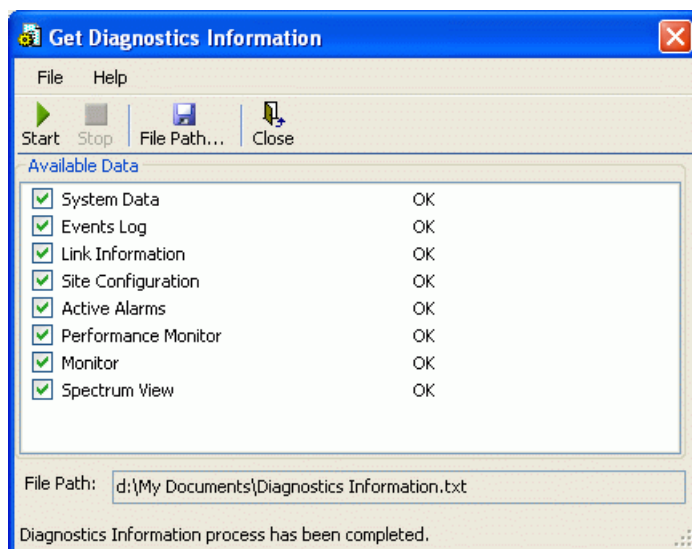 Get Diagnostics Information
File Help
Start Stop File Path... Close
Available Data
System Data OK
Events Log OK
Link Information OK
Site Configuration OK
Active Alarms OK
Performance Monitor OK
Monitor OK
Spectrum View OK
File Path: d:\My Documents\Diagnostics Information.txt
Diagnostics Information process has been completed.